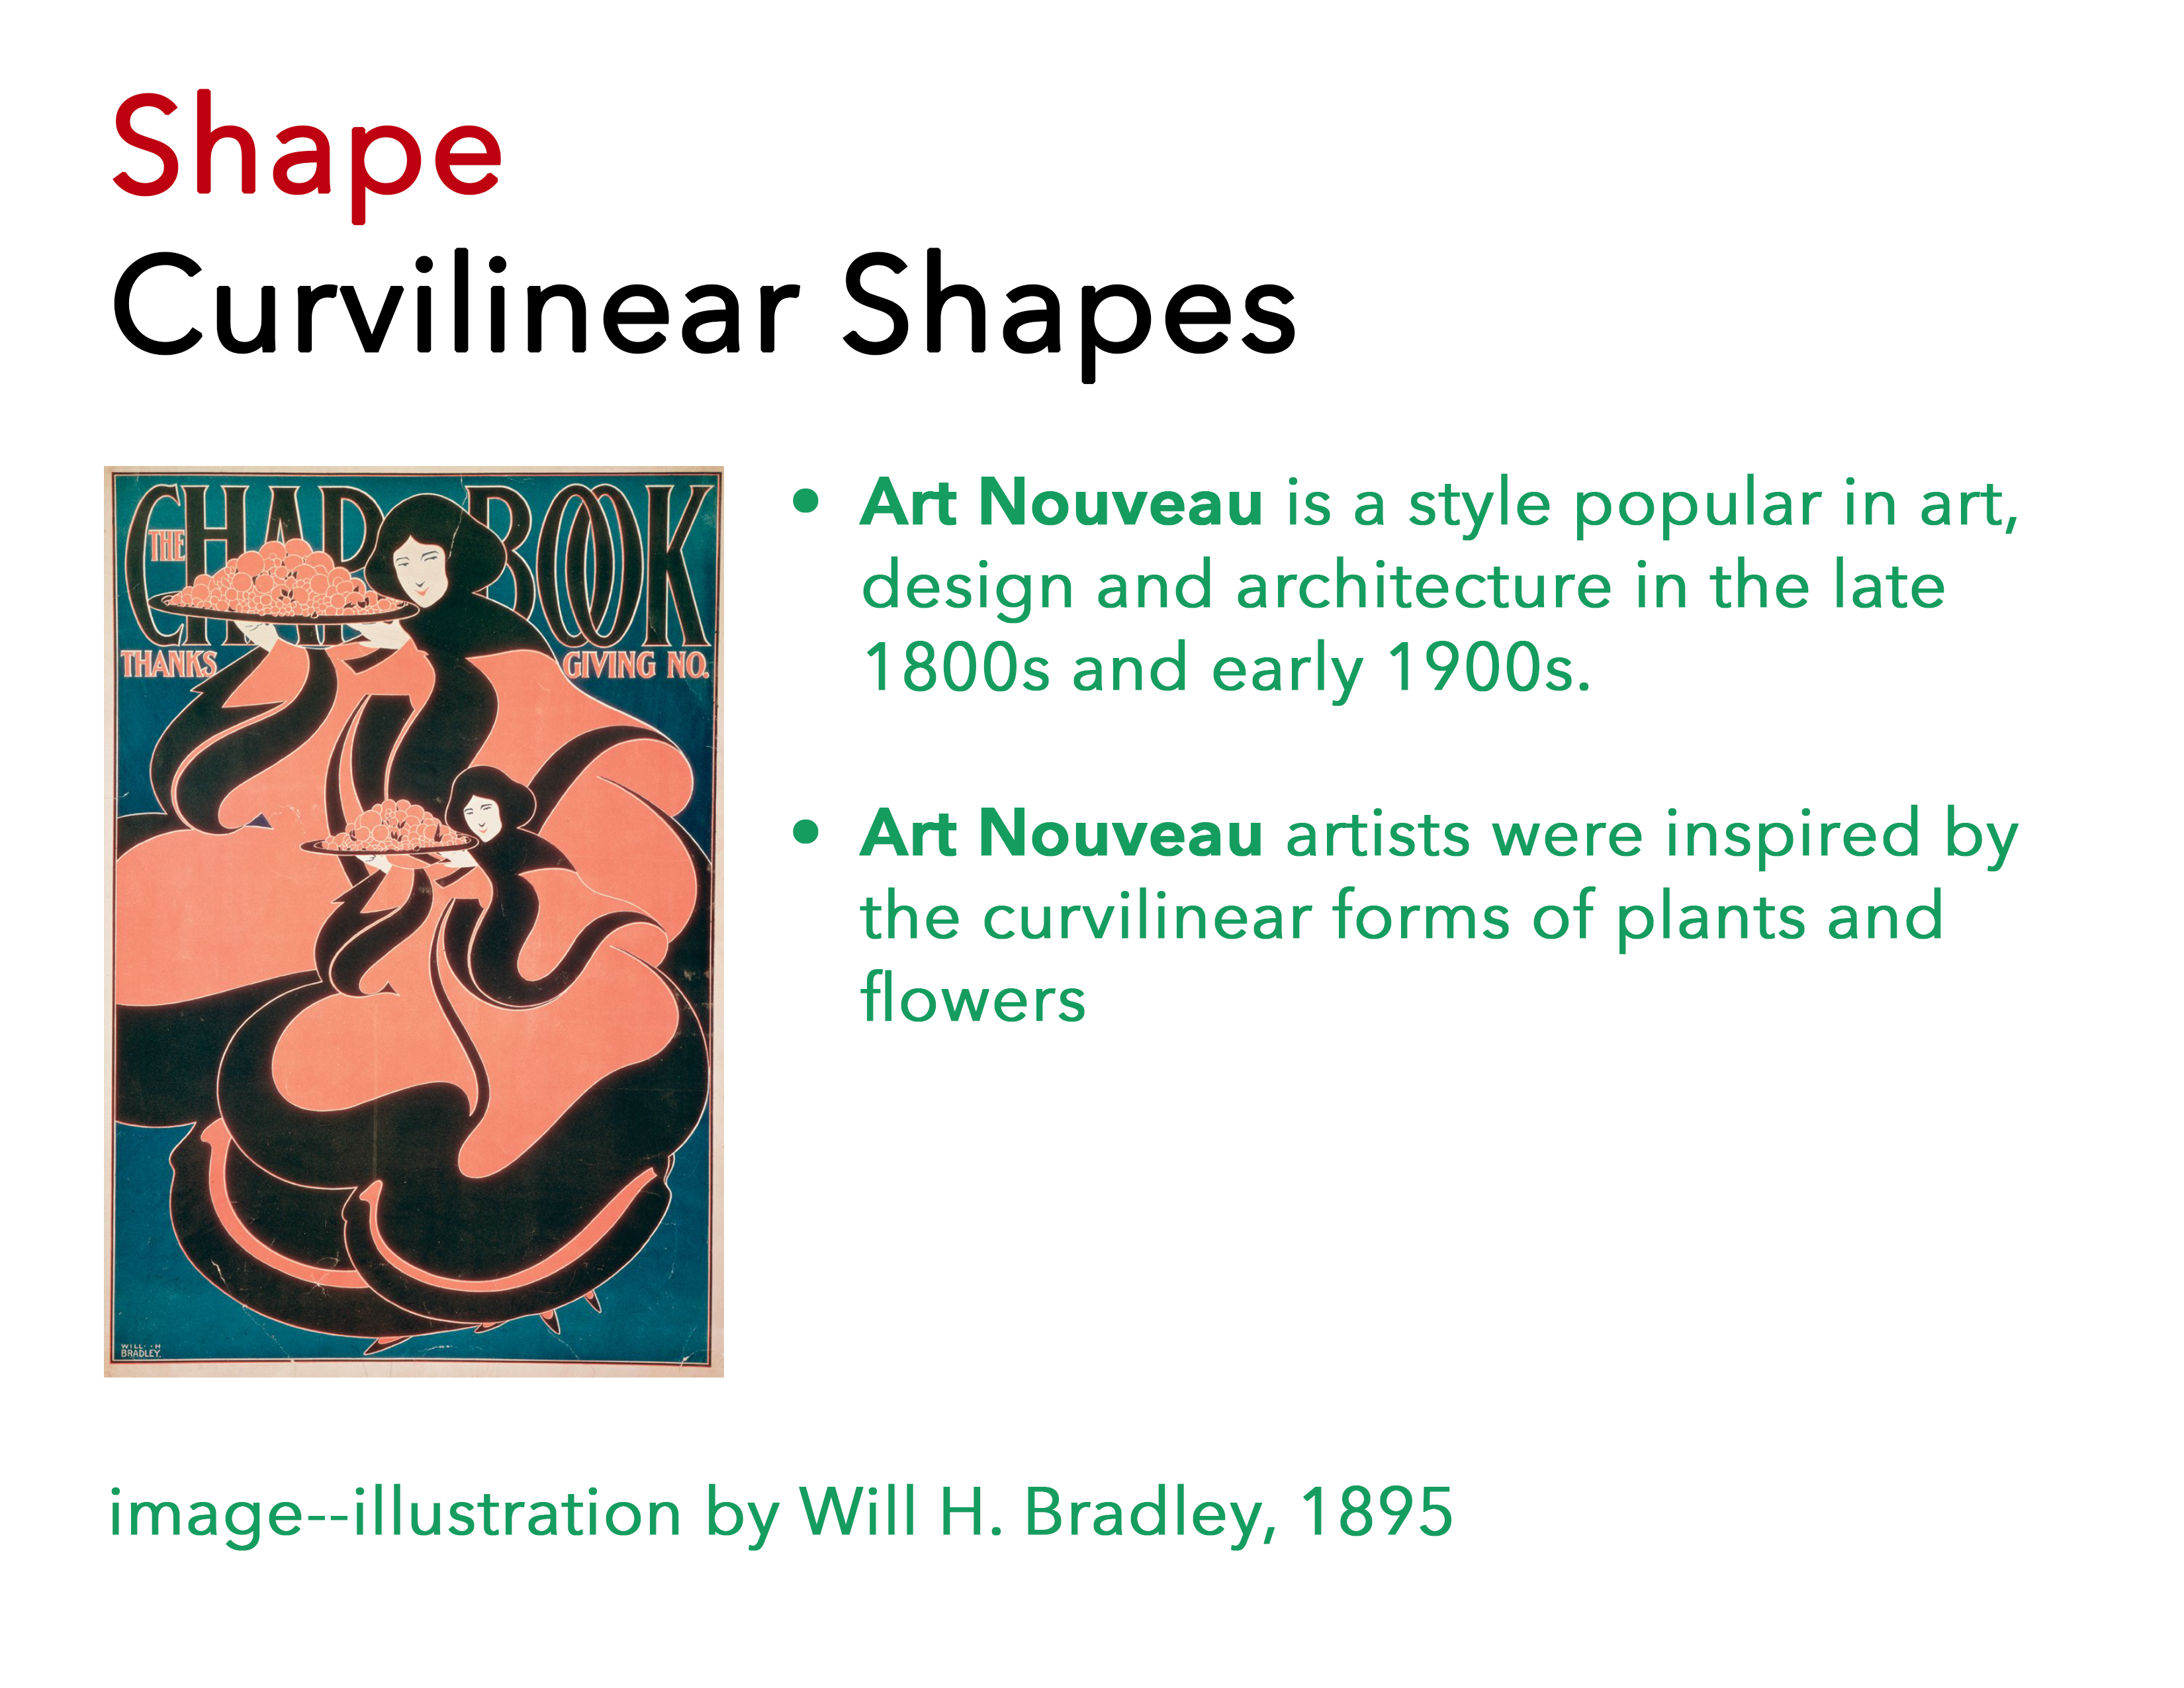 Shape
Curvilinear Shapes
THE CHAP BOOK
THANKS GIVING NO.
WILL H
BRADLEY.
• Art Nouveau is a style popular in art,
design and architecture in the late
1800s and early 1900s.
• Art Nouveau artists were inspired by
the curvilinear forms of plants and
flowers
image--illustration by Will H. Bradley, 1895